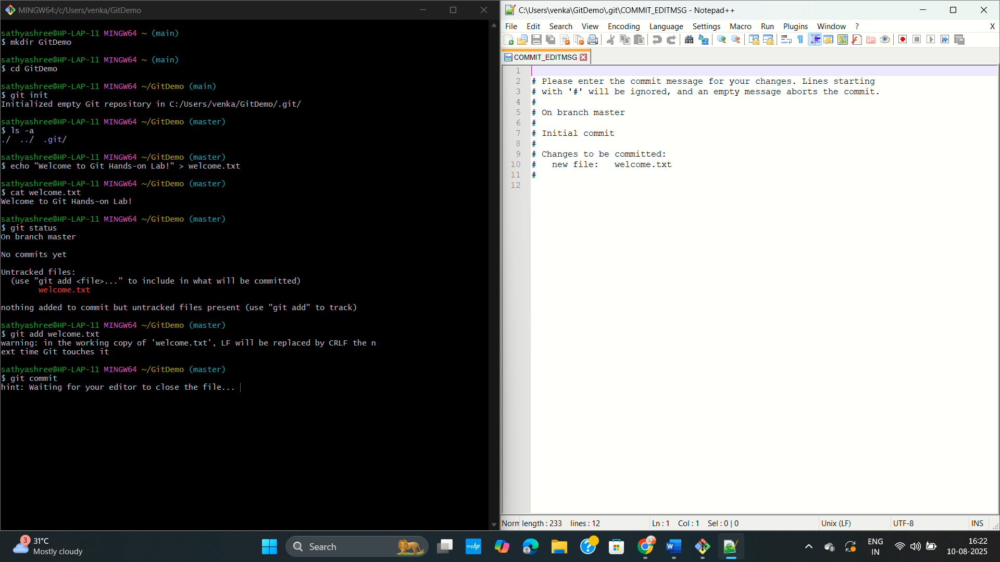 MINGW64:/c/Users/venka/GitDemo
sathyashree@HP-LAP-11 MINGW64 ~ (main)
$ mkdir GitDemo
sathyashree@HP-LAP-11 MINGW64 ~ (main)
$ cd GitDemo
sathyashree@HP-LAP-11 MINGW64 ~/GitDemo (main)
$ git init
Initialized empty Git repository in C:/Users/venka/GitDemo/.git/
sathyashree@HP-LAP-11 MINGW64 ~/GitDemo (master)
$ ls -a
./  ../  .git/
sathyashree@HP-LAP-11 MINGW64 ~/GitDemo (master)
$ echo "Welcome to Git Hands-on Lab!" > welcome.txt
sathyashree@HP-LAP-11 MINGW64 ~/GitDemo (master)
$ cat welcome.txt
Welcome to Git Hands-on Lab!
sathyashree@HP-LAP-11 MINGW64 ~/GitDemo (master)
$ git status
On branch master
No commits yet
Untracked files:
  (use "git add <file>..." to include in what will be committed)
        welcome.txt
nothing added to commit but untracked files present (use "git add" to track)
sathyashree@HP-LAP-11 MINGW64 ~/GitDemo (master)
$ git add welcome.txt
warning: in the working copy of 'welcome.txt', LF will be replaced by CRLF the n
ext time Git touches it
sathyashree@HP-LAP-11 MINGW64 ~/GitDemo (master)
$ git commit
hint: Waiting for your editor to close the file...
C:\Users\venka\GitDemo\.git\COMMIT_EDITMSG - Notepad++
File Edit Search View Encoding Language Settings Macro Run Plugins Window ? X
COMMIT_EDITMSG
1
2 # Please enter the commit message for your changes. Lines starting
3 # with '#' will be ignored, and an empty message aborts the commit.
4 #
5 # On branch master
6 #
7 # Initial commit
8 #
9 # Changes to be committed:
10 #   new file:   welcome.txt
11 #
12
Norm length : 233 lines : 12 Ln : 1 Col : 1 Sel : 0 | 0 Unix (LF) UTF-8 INS
3
31°C
Mostly cloudy
Search
myhp
W
ENG
IN
16:22
10-08-2025